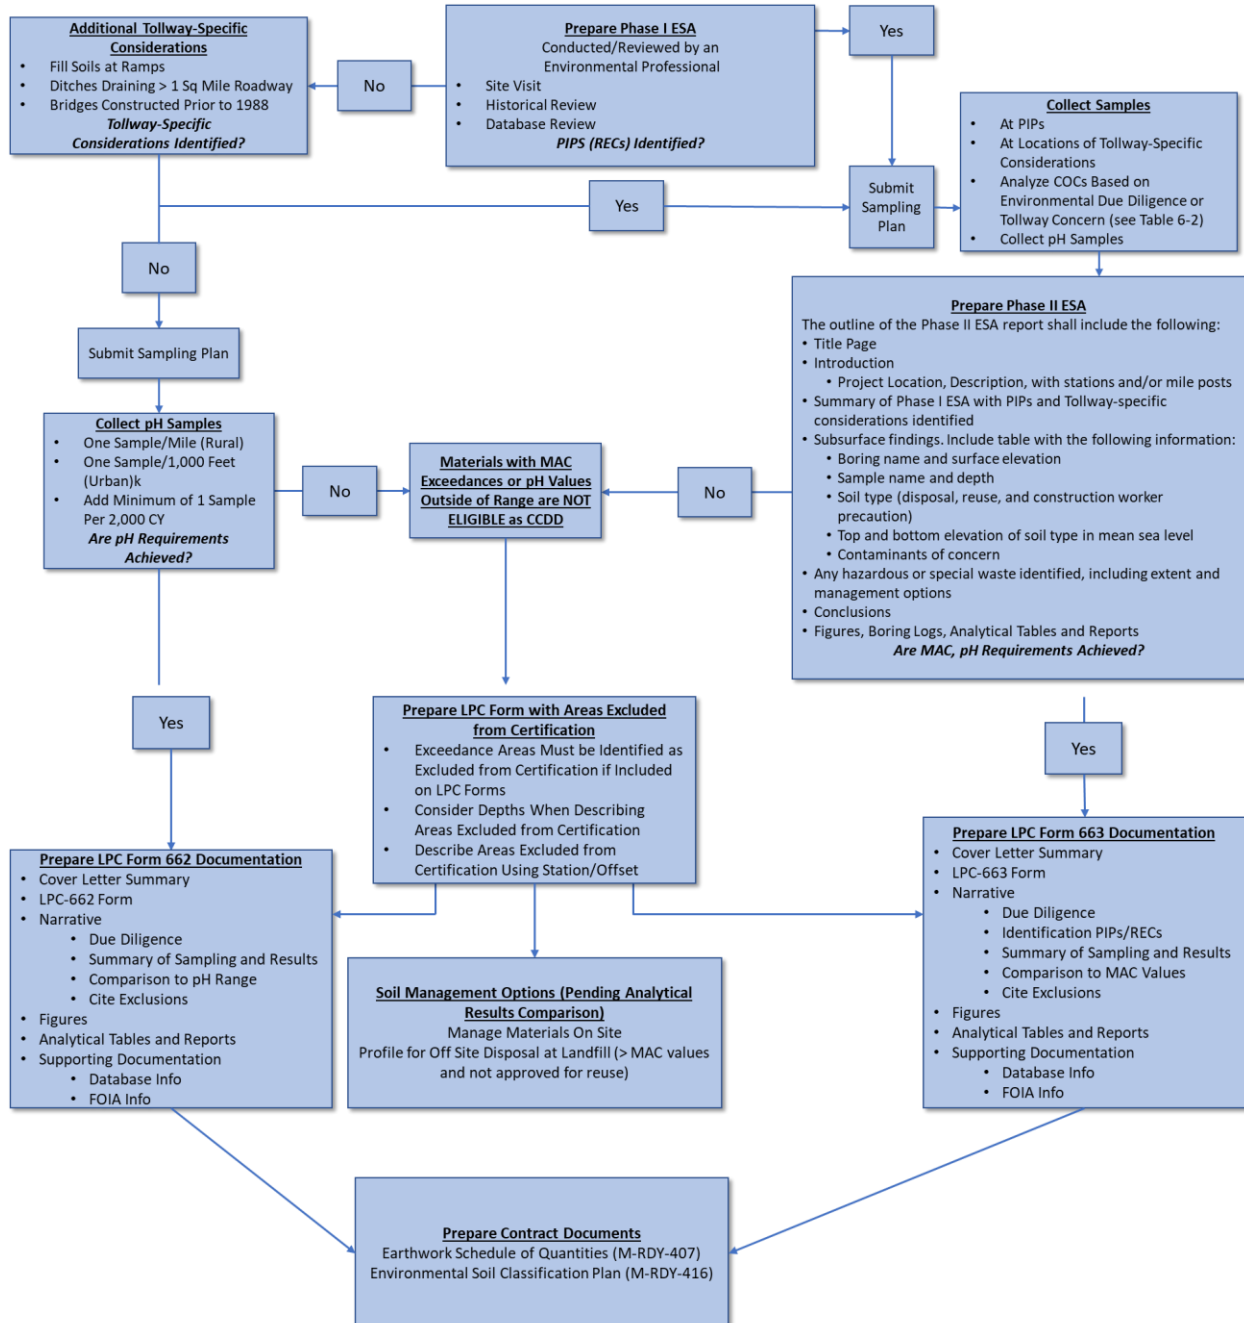 Additional Tollway-Specific
Considerations
• Fill Soils at Ramps
• Ditches Draining > 1 Sq Mile Roadway
• Bridges Constructed Prior to 1988
Tollway-Specific
Considerations Identified?
No
Prepare Phase I ESA
Conducted/Reviewed by an
Environmental Professional
• Site Visit
• Historical Review
• Database Review
PIPS (RECs) Identified?
Yes
Collect Samples
• At PIPs
• At Locations of Tollway-Specific
Considerations
• Analyze COCs Based on
Environmental Due Diligence or
Tollway Concern (see Table 6-2)
• Collect pH Samples
Yes
Submit
Sampling
Plan
No
Submit Sampling Plan
Collect pH Samples
• One Sample/Mile (Rural)
• One Sample/1,000 Feet
(Urban)k
• Add Minimum of 1 Sample
Per 2,000 CY
Are pH Requirements
Achieved?
No
Materials with MAC
Exceedances or pH Values
Outside of Range are NOT
ELIGIBLE as CCDD
No
Prepare Phase II ESA
The outline of the Phase II ESA report shall include the following:
• Title Page
• Introduction
• Project Location, Description, with stations and/or mile posts
• Summary of Phase I ESA with PIPs and Tollway-specific
considerations identified
• Subsurface findings. Include table with the following information:
• Boring name and surface elevation
• Sample name and depth
• Soil type (disposal, reuse, and construction worker
precaution)
• Top and bottom elevation of soil type in mean sea level
• Contaminants of concern
• Any hazardous or special waste identified, including extent and
management options
• Conclusions
• Figures, Boring Logs, Analytical Tables and Reports
Are MAC, pH Requirements Achieved?
Yes
Prepare LPC Form with Areas Excluded
from Certification
• Exceedance Areas Must be Identified as
Excluded from Certification if Included
on LPC Forms
• Consider Depths When Describing
Areas Excluded from Certification
• Describe Areas Excluded from
Certification Using Station/Offset
Yes
Prepare LPC Form 662 Documentation
• Cover Letter Summary
• LPC-662 Form
• Narrative
• Due Diligence
• Summary of Sampling and Results
• Comparison to pH Range
• Cite Exclusions
• Figures
• Analytical Tables and Reports
• Supporting Documentation
• Database Info
• FOIA Info
Soil Management Options (Pending Analytical
Results Comparison)
Manage Materials On Site
Profile for Off Site Disposal at Landfill (> MAC values
and not approved for reuse)
Prepare LPC Form 663 Documentation
• Cover Letter Summary
• LPC-663 Form
• Narrative
• Due Diligence
• Identification PIPs/RECs
• Summary of Sampling and Results
• Comparison to MAC Values
• Cite Exclusions
• Figures
• Analytical Tables and Reports
• Supporting Documentation
• Database Info
• FOIA Info
Prepare Contract Documents
Earthwork Schedule of Quantities (M-RDY-407)
Environmental Soil Classification Plan (M-RDY-416)